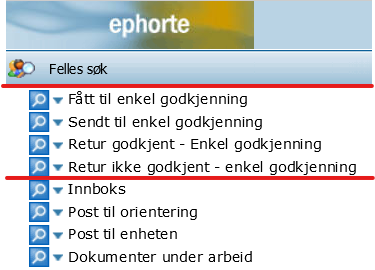 ephorte
Felles søk
Fått til enkel godkjenning
Sendt til enkel godkjenning
Retur godkjent - Enkel godkjenning
Retur ikke godkjent - enkel godkjenning
Innboks
Post til orientering
Post til enheten
Dokumenter under arbeid